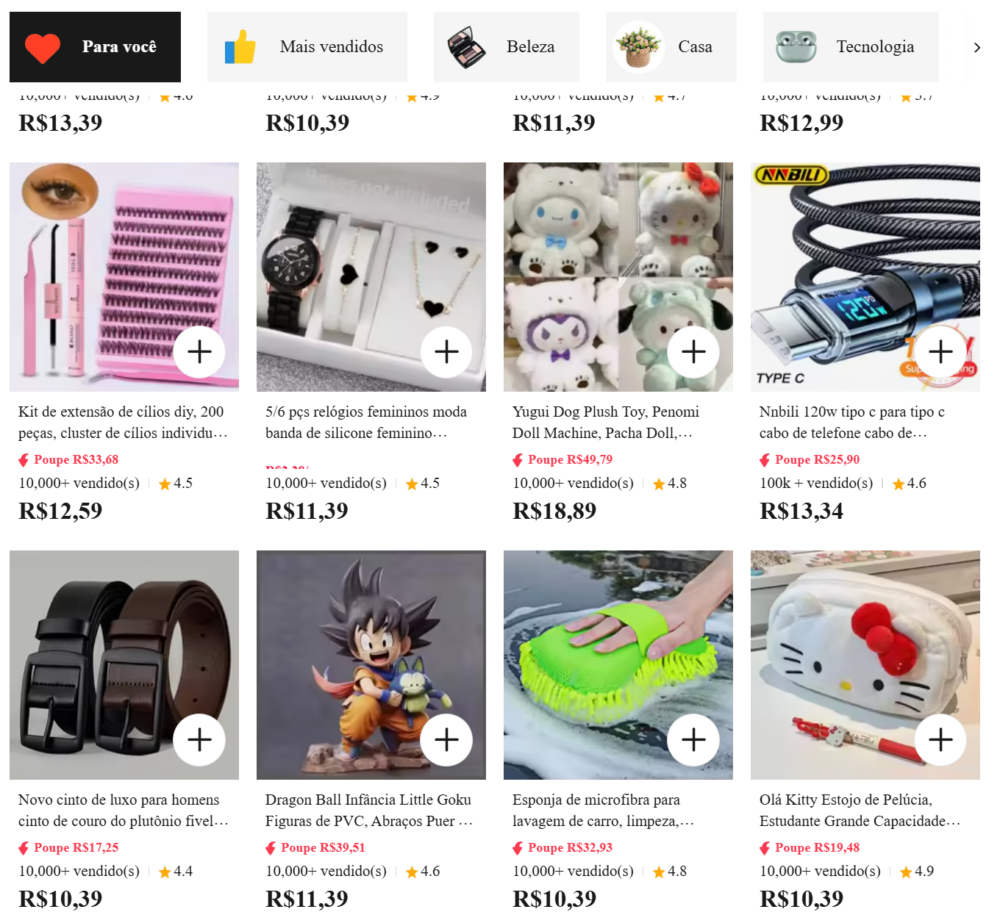 Para você
Mais vendidos
Beleza
Casa
Tecnologia
10,000+ vendido(s) 4.6
10,000+ vendido(s) 4.9
10,000+ vendido(s) 4.7
10,000+ vendido(s)
R$13,39
R$10,39
R$11,39
R$12,99
NNBILI
120
PD
W
TYPE C
Kit de extensão de cílios diy, 200
peças, cluster de cílios individu…
Poupe R$33,68
10,000+ vendido(s) 4.5
R$12,59
5/6 pçs relógios femininos moda
banda de silicone feminino…
10,000+ vendido(s) 4.5
R$11,39
Yugui Dog Plush Toy, Penomi
Doll Machine, Pacha Doll,…
Poupe R$49,79
10,000+ vendido(s) 4.8
R$18,89
Nnbili 120w tipo c para tipo c
cabo de telefone cabo de…
Poupe R$25,90
100k + vendido(s) 4.6
R$13,34
Novo cinto de luxo para homens
cinto de couro do plutônio fivel…
Poupe R$17,25
10,000+ vendido(s) 4.4
R$10,39
Dragon Ball Infância Little Goku
Figuras de PVC, Abraços Puer …
Poupe R$39,51
10,000+ vendido(s) 4.6
R$11,39
Esponja de microfibra para
lavagem de carro, limpeza,…
Poupe R$32,93
10,000+ vendido(s) 4.8
R$10,39
Olá Kitty Estojo de Pelúcia,
Estudante Grande Capacidade…
Poupe R$19,48
10,000+ vendido(s) 4.9
R$10,39